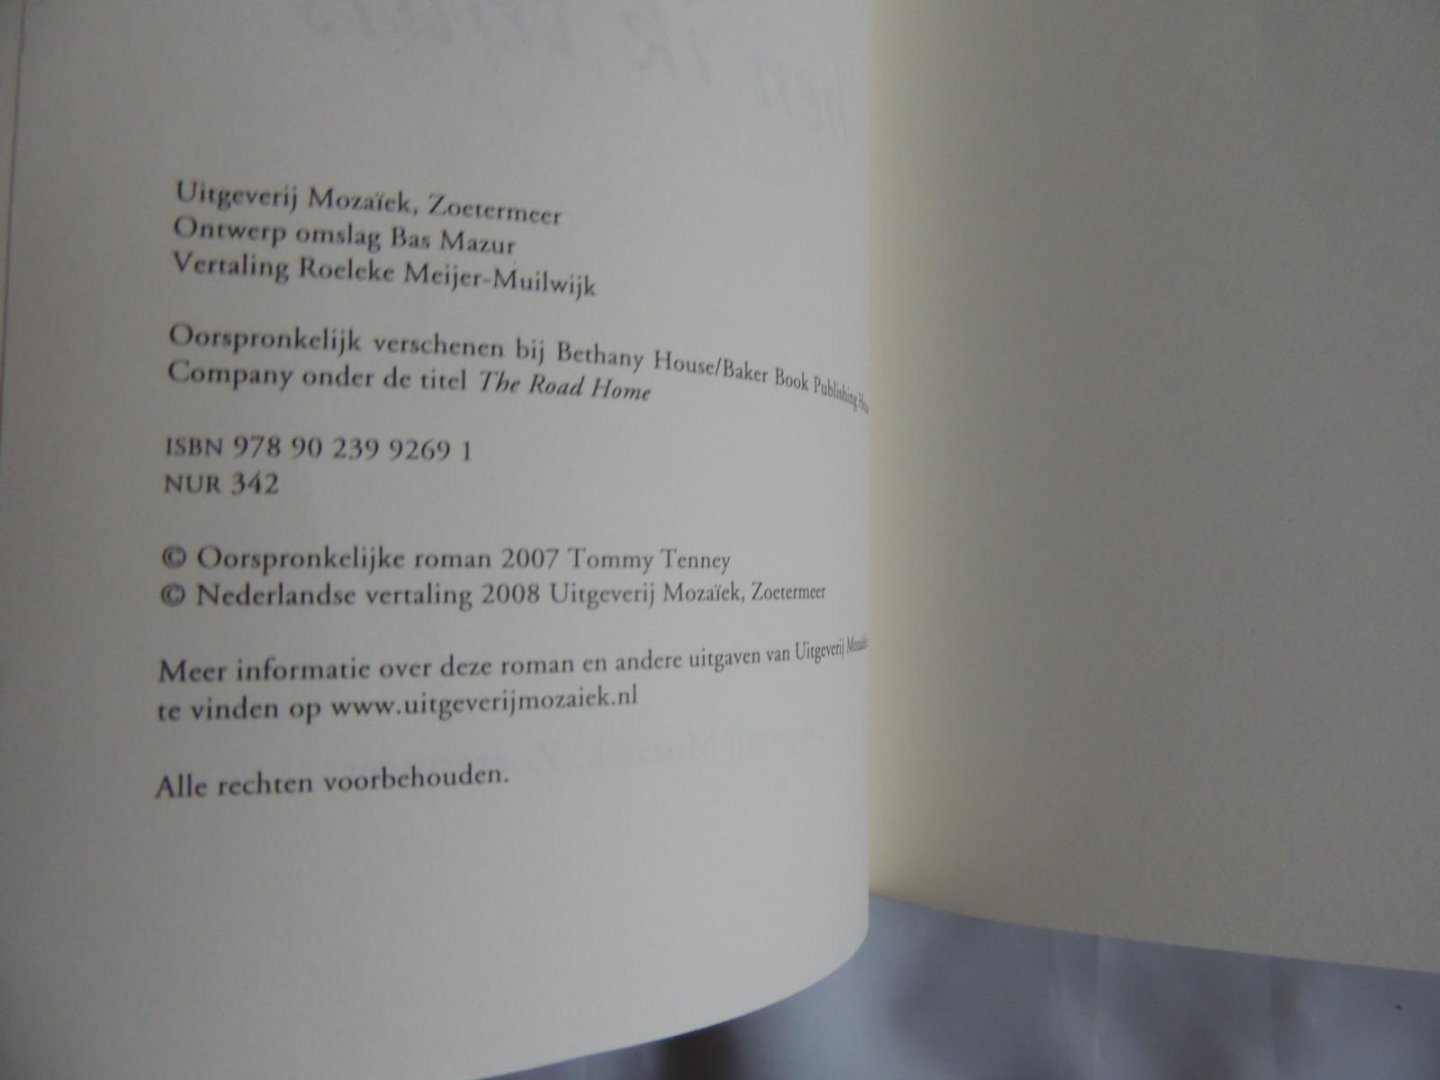 Uitgeverij Mozaïek, Zoetermeer
Ontwerp omslag Bas Mazur
Vertaling Roeleke Meijer-Muilwijk
Oorspronkelijk verschenen bij Bethany House/Baker Book Publishing
Company onder de titel The Road Home
ISBN 978 90 239 9269 1
NUR 342
© Oorspronkelijke roman 2007 Tommy Tenney
© Nederlandse vertaling 2008 Uitgeverij Mozaïek, Zoetermeer
Meer informatie over deze roman en andere uitgaven van Uitgeverij Mozaïek
te vinden op www.uitgeverijmozaiek.nl
Alle rechten voorbehouden.